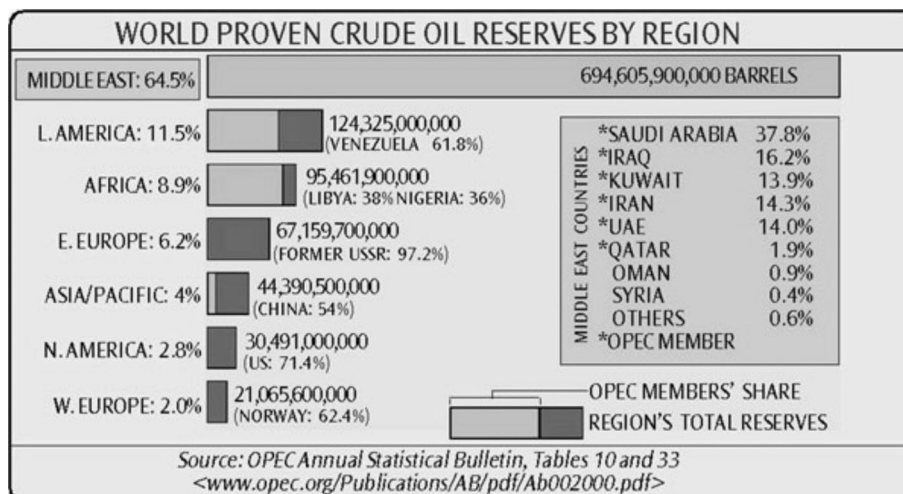 WORLD PROVEN CRUDE OIL RESERVES BY REGION
MIDDLE EAST: 64.5%
694,605,900,000 BARRELS
L. AMERICA: 11.5%
124,325,000,000
(VENEZUELA 61.8%)
AFRICA: 8.9%
95,461,900,000
(LIBYA: 38% NIGERIA: 36%)
E. EUROPE: 6.2%
67,159,700,000
(FORMER USSR: 97.2%)
ASIA/PACIFIC: 4%
44,390,500,000
(CHINA: 54%)
N. AMERICA: 2.8%
30,491,000,000
(US: 71.4%)
W. EUROPE: 2.0%
21,065,600,000
(NORWAY: 62.4%)
MIDDLE EAST COUNTRIES
*SAUDI ARABIA 37.8%
*IRAQ 16.2%
*KUWAIT 13.9%
*IRAN 14.3%
*UAE 14.0%
*QATAR 1.9%
OMAN 0.9%
SYRIA 0.4%
OTHERS 0.6%
*OPEC MEMBER
OPEC MEMBERS' SHARE
REGION'S TOTAL RESERVES
Source: OPEC Annual Statistical Bulletin, Tables 10 and 33
<www.opec.org/Publications/AB/pdf/Ab002000.pdf>